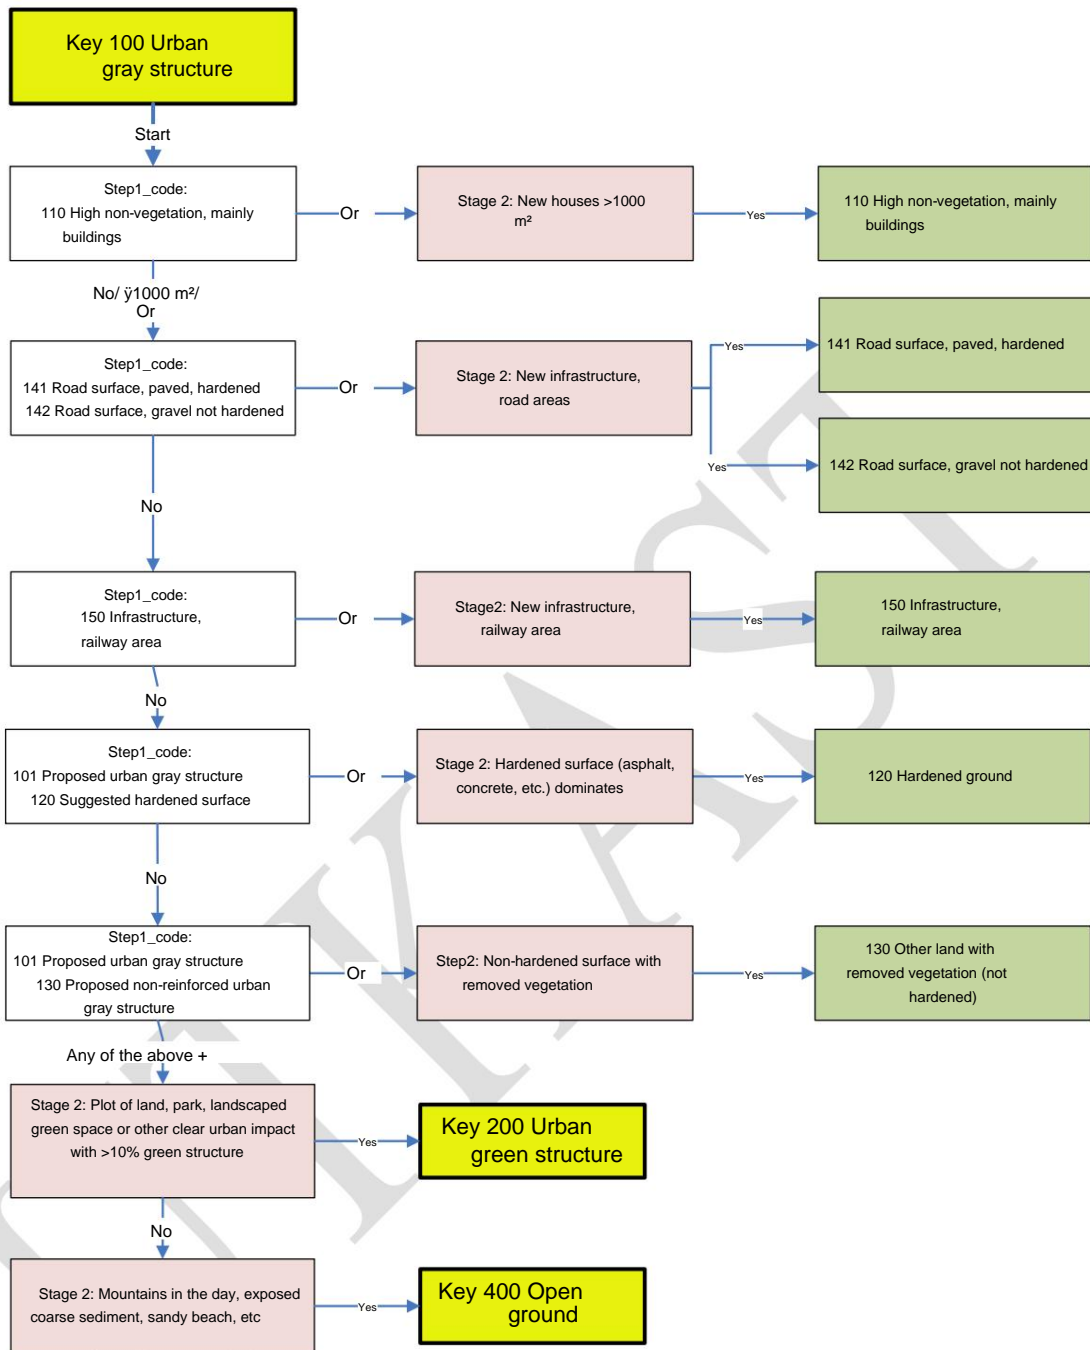 Key 100 Urban
gray structure
Start
Step1_code:
110 High non-vegetation, mainly
buildings
Or
Stage 2: New houses >1000
m²
Yes
110 High non-vegetation, mainly
buildings
No/ ÿ1000 m²/
Or
Step1_code:
141 Road surface, paved, hardened
142 Road surface, gravel not hardened
Or
Stage 2: New infrastructure,
road areas
Yes
141 Road surface, paved, hardened
Yes
142 Road surface, gravel not hardened
No
Step1_code:
150 Infrastructure,
railway area
Or
Stage2: New infrastructure,
railway area
Yes
150 Infrastructure,
railway area
No
Step1_code:
101 Proposed urban gray structure
120 Suggested hardened surface
Or
Stage 2: Hardened surface (asphalt,
concrete, etc.) dominates
Yes
120 Hardened ground
No
Step1_code:
101 Proposed urban gray structure
130 Proposed non-reinforced urban
gray structure
Or
Step2: Non-hardened surface with
removed vegetation
Yes
130 Other land with
removed vegetation (not
hardened)
Any of the above +
Stage 2: Plot of land, park, landscaped
green space or other clear urban impact
with >10% green structure
Yes
Key 200 Urban
green structure
No
Stage 2: Mountains in the day, exposed
coarse sediment, sandy beach, etc
Yes
Key 400 Open
ground
UTKAST